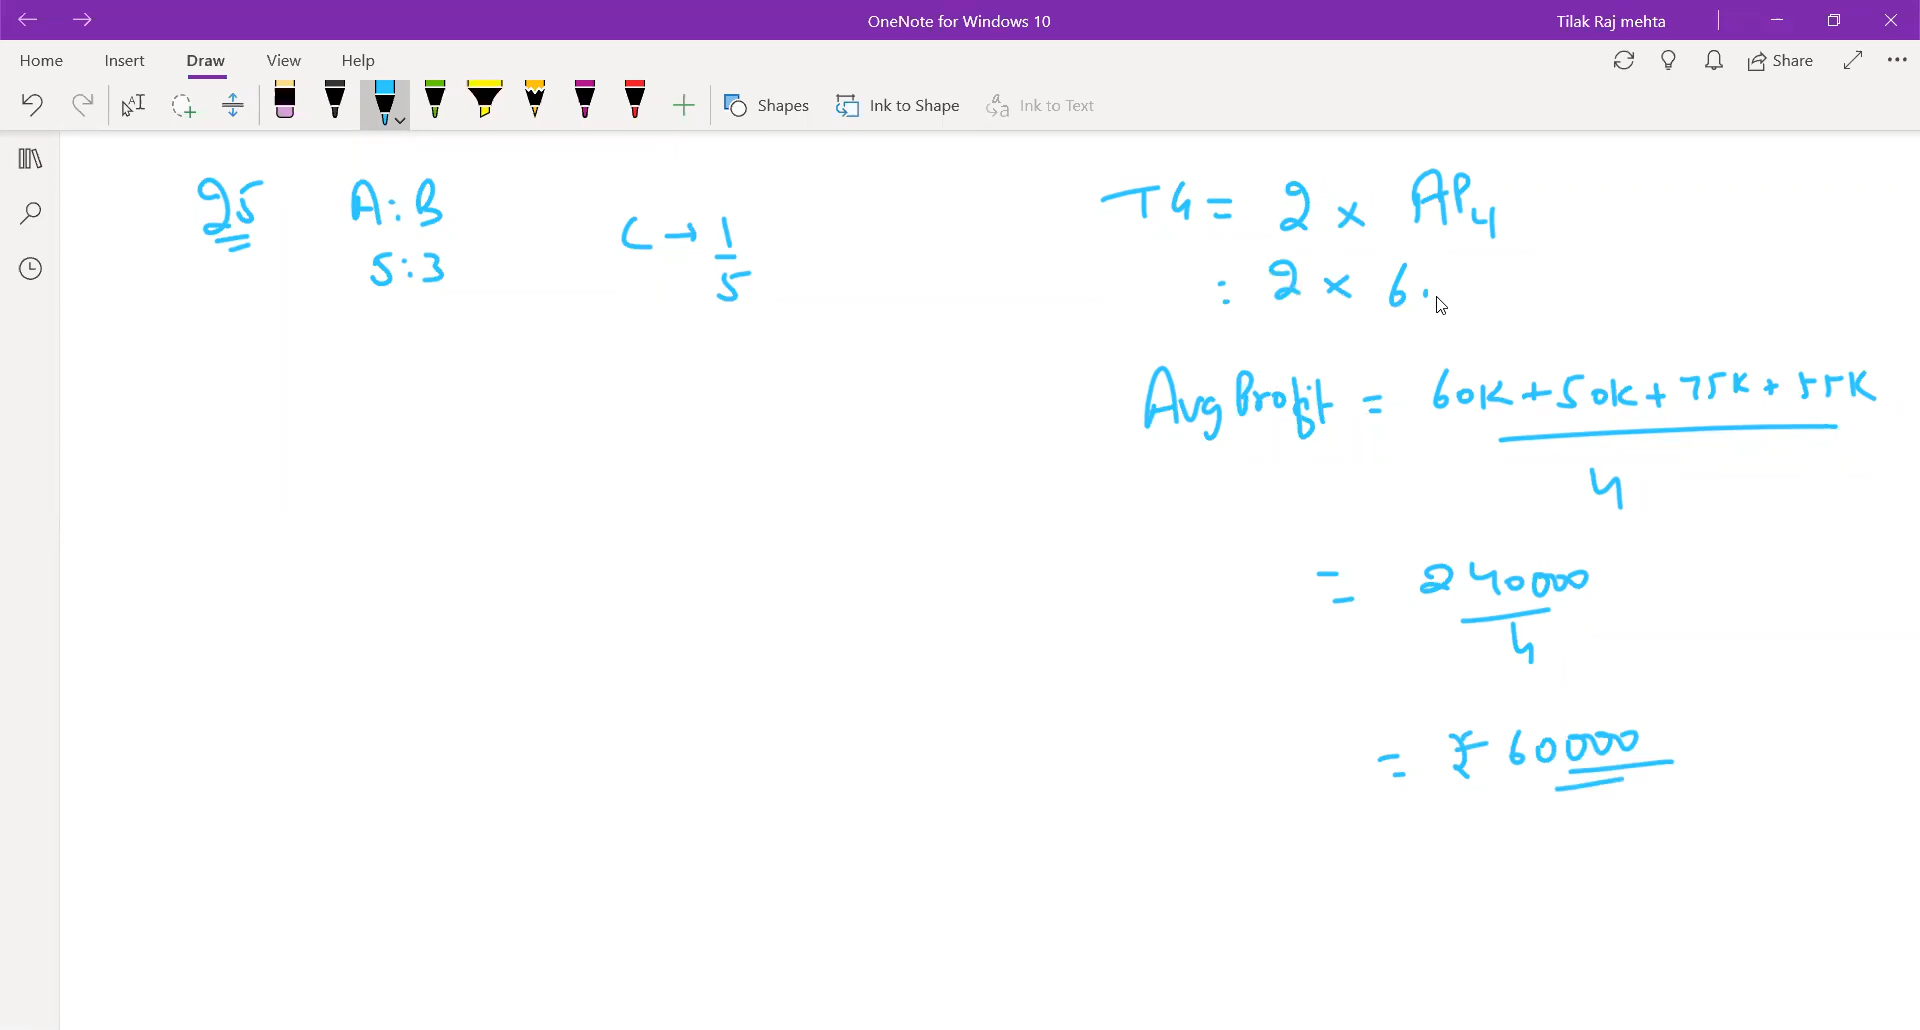 OneNote for Windows 10
Tilak Raj mehta
Home Insert Draw View Help
Share
Shapes
Ink to Shape
Ink to Text
25
A:B
5:3
C → 1/5
TG = 2 × AP4
: 2 × 6.
Avg Profit = 60K+50K+75K+55K
4
= 240000
4
= ₹ 60000